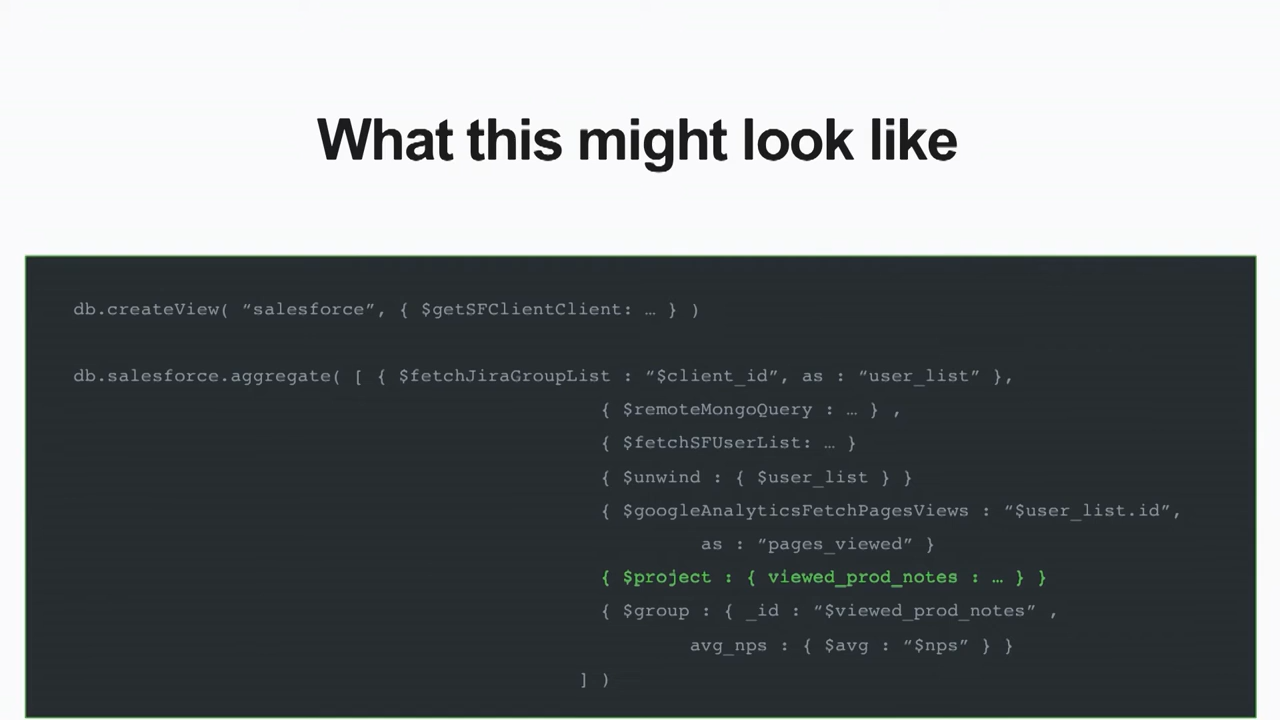 What this might look like
db.createView( “salesforce”, { $getSFClientClient: … } )
db.salesforce.aggregate( [ { $fetchJiraGroupList : “$client_id”, as : “user_list” },
{ $remoteMongoQuery : … } ,
{ $fetchSFUserList: … }
{ $unwind : { $user_list } }
{ $googleAnalyticsFetchPagesViews : “$user_list.id”,
as : “pages_viewed” }
{ $project : { viewed_prod_notes : … } }
{ $group : { _id : “$viewed_prod_notes” ,
avg_nps : { $avg : “$nps” } }
] )